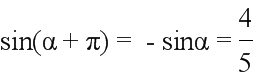 sin(α + π) = - sinα = 4/5